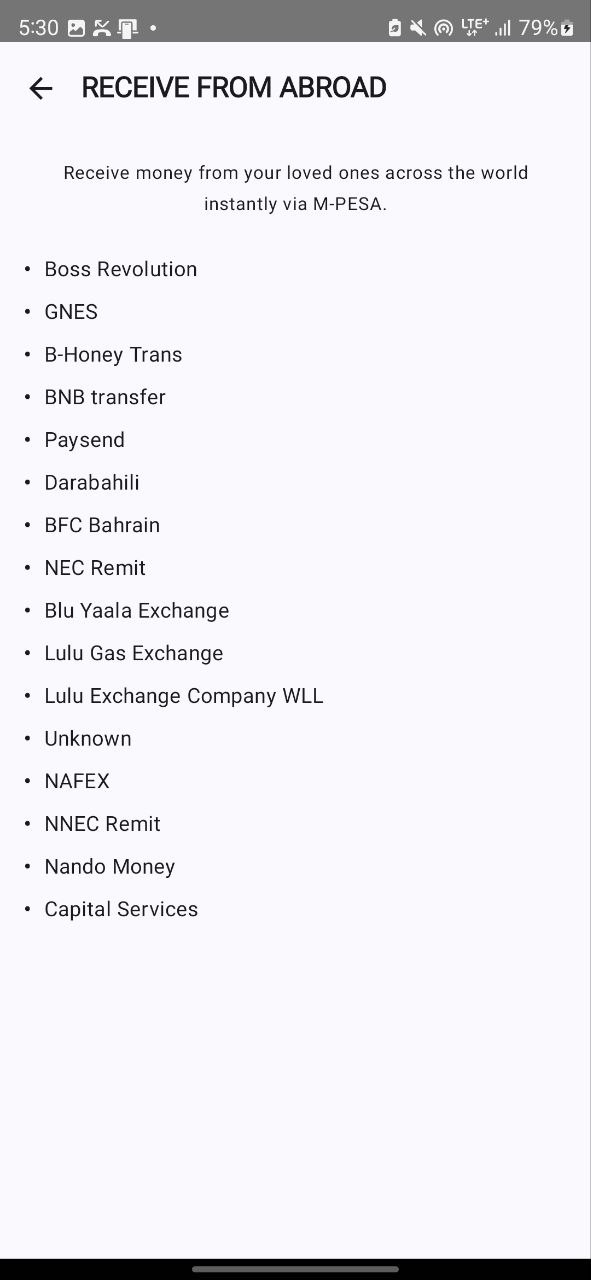 5:30
LTE+
79%
RECEIVE FROM ABROAD
Receive money from your loved ones across the world
instantly via M-PESA.
• Boss Revolution
• GNES
• B-Honey Trans
• BNB transfer
• Paysend
• Darabahili
• BFC Bahrain
• NEC Remit
• Blu Yaala Exchange
• Lulu Gas Exchange
• Lulu Exchange Company WLL
• Unknown
• NAFEX
• NNEC Remit
• Nando Money
• Capital Services